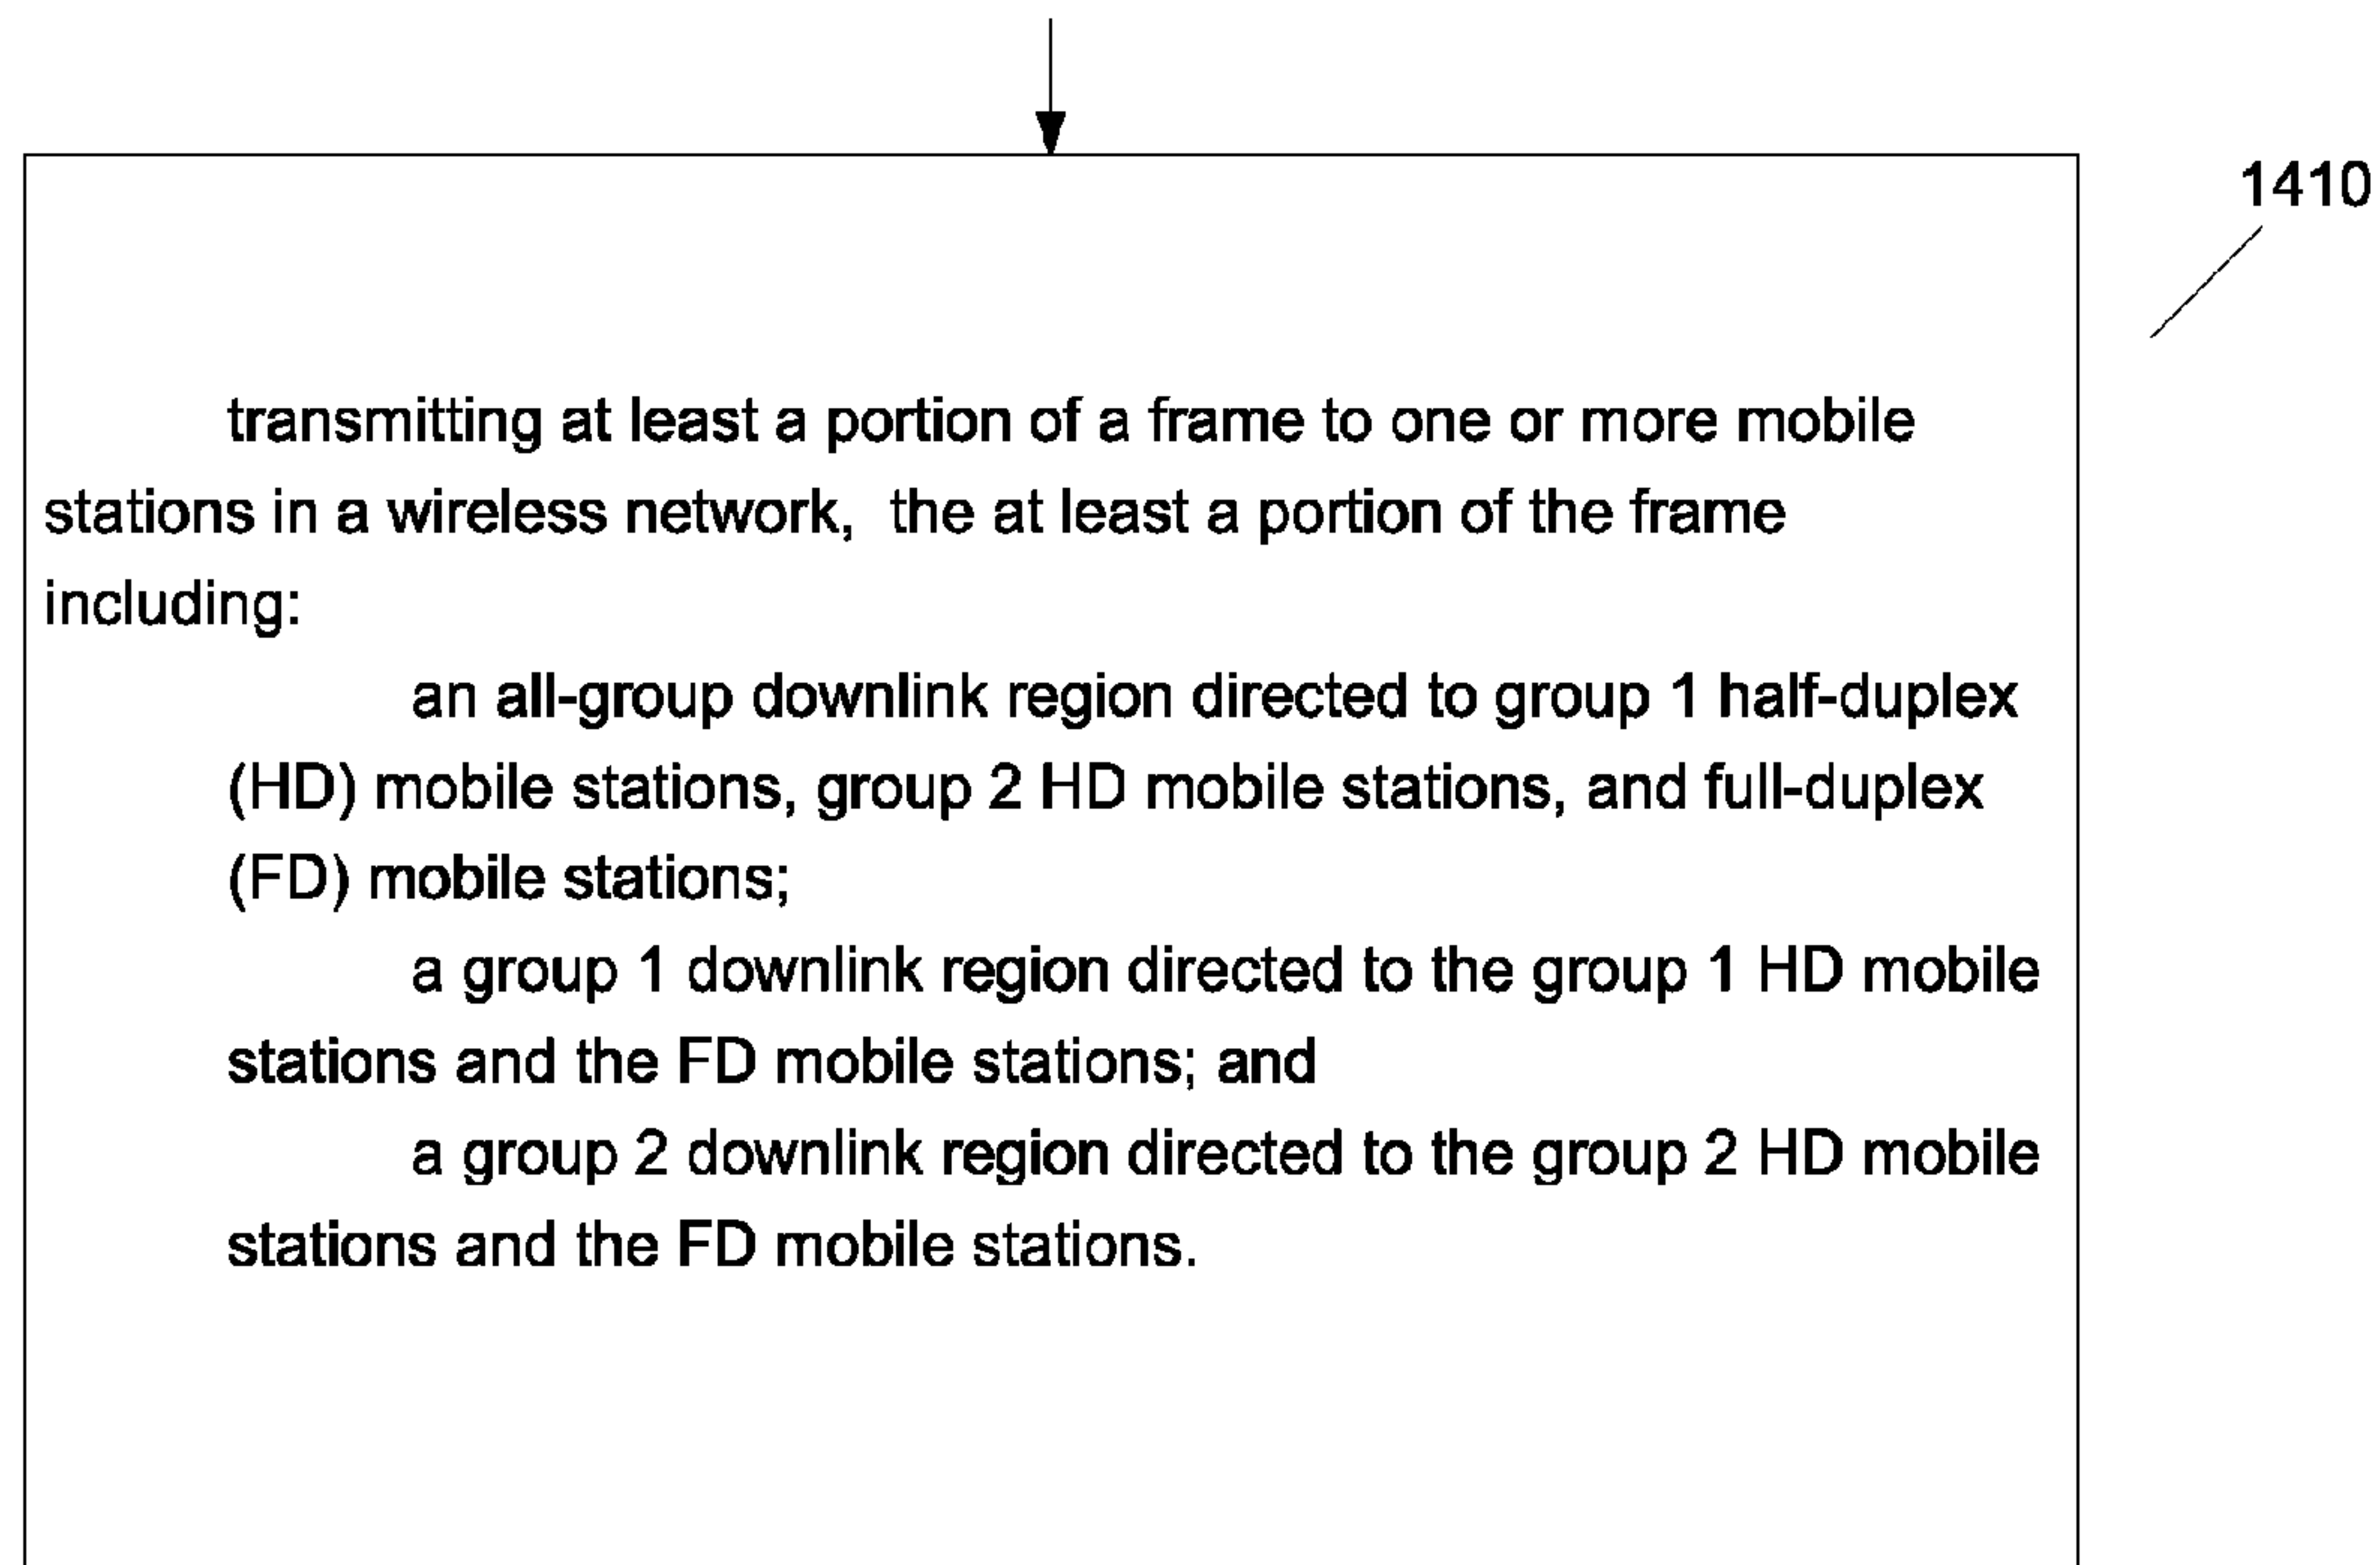 1410
transmitting at least a portion of a frame to one or more mobile
stations in a wireless network, the at least a portion of the frame
including:
an all-group downlink region directed to group 1 half-duplex
(HD) mobile stations, group 2 HD mobile stations, and full-duplex
(FD) mobile stations;
a group 1 downlink region directed to the group 1 HD mobile
stations and the FD mobile stations; and
a group 2 downlink region directed to the group 2 HD mobile
stations and the FD mobile stations.